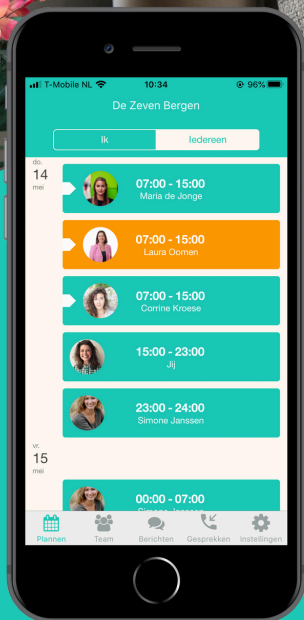 T-Mobile NL 10:34 96%
De Zeven Bergen
Ik Iedereen
do.
14
mei
07:00 - 15:00
Maria de Jonge
07:00 - 15:00
Laura Oomen
07:00 - 15:00
Corrine Kroese
15:00 - 23:00
Jij
23:00 - 24:00
Simone Janssen
vr.
15
mei
00:00 - 07:00
Simone Janssen
Plannen Team Berichten Gesprekken Instellingen